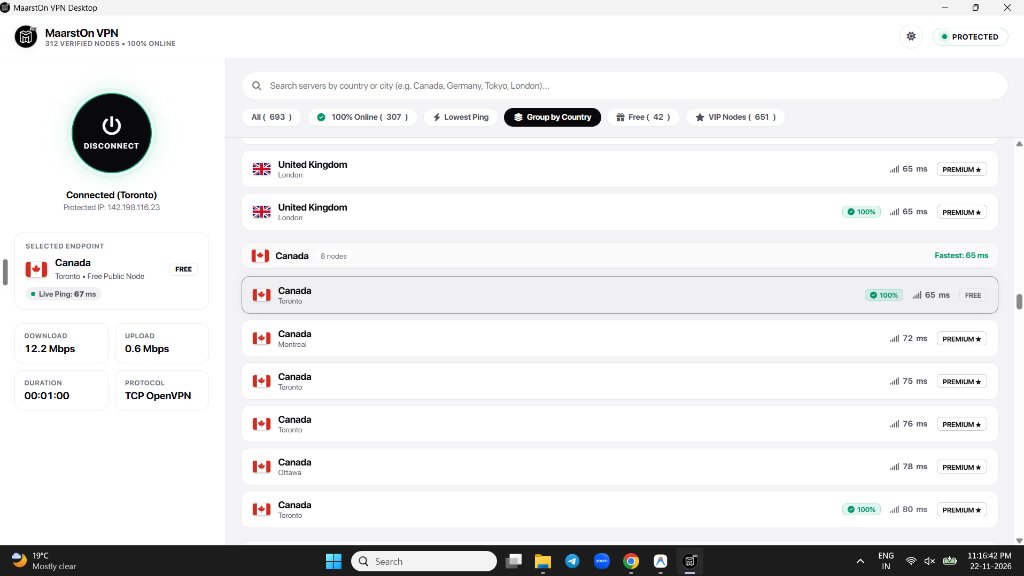 MaarstOn VPN Desktop
MaarstOn VPN
312 VERIFIED NODES • 100% ONLINE
PROTECTED
DISCONNECT
Connected (Toronto)
Protected IP: 142.198.116.23
SELECTED ENDPOINT
Canada
Toronto • Free Public Node
FREE
Live Ping: 67 ms
DOWNLOAD
12.2 Mbps
UPLOAD
0.6 Mbps
DURATION
00:01:00
PROTOCOL
TCP OpenVPN
Search servers by country or city (e.g. Canada, Germany, Tokyo, London)...
All ( 693 )
100% Online ( 307 )
Lowest Ping
Group by Country
Free ( 42 )
VIP Nodes ( 651 )
United Kingdom
London
65 ms
PREMIUM ★
United Kingdom
London
100%
65 ms
PREMIUM ★
Canada
8 nodes
Fastest: 65 ms
Canada
Toronto
100%
65 ms
FREE
Canada
Montreal
72 ms
PREMIUM ★
Canada
Toronto
75 ms
PREMIUM ★
Canada
Toronto
76 ms
PREMIUM ★
Canada
Ottawa
78 ms
PREMIUM ★
Canada
Toronto
100%
80 ms
PREMIUM ★
19°C
Mostly clear
Search
zoom
ENG
IN
11:16:42 PM
22-11-2026